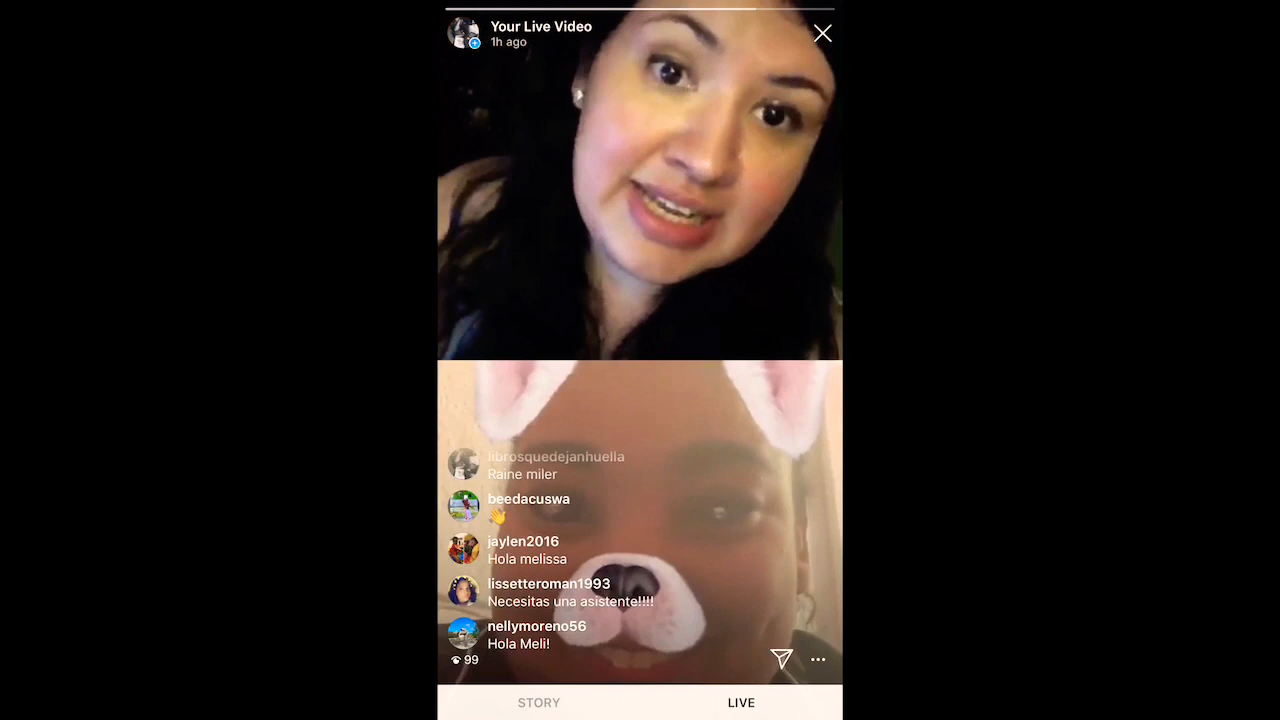 Your Live Video
1h ago
librosquedejanhuella
Raine miler
beedacuswa
👋
jaylen2016
Hola melissa
lissetteroman1993
Necesitas una asistente!!!!
nellymoreno56
Hola Meli!
99
STORY
LIVE